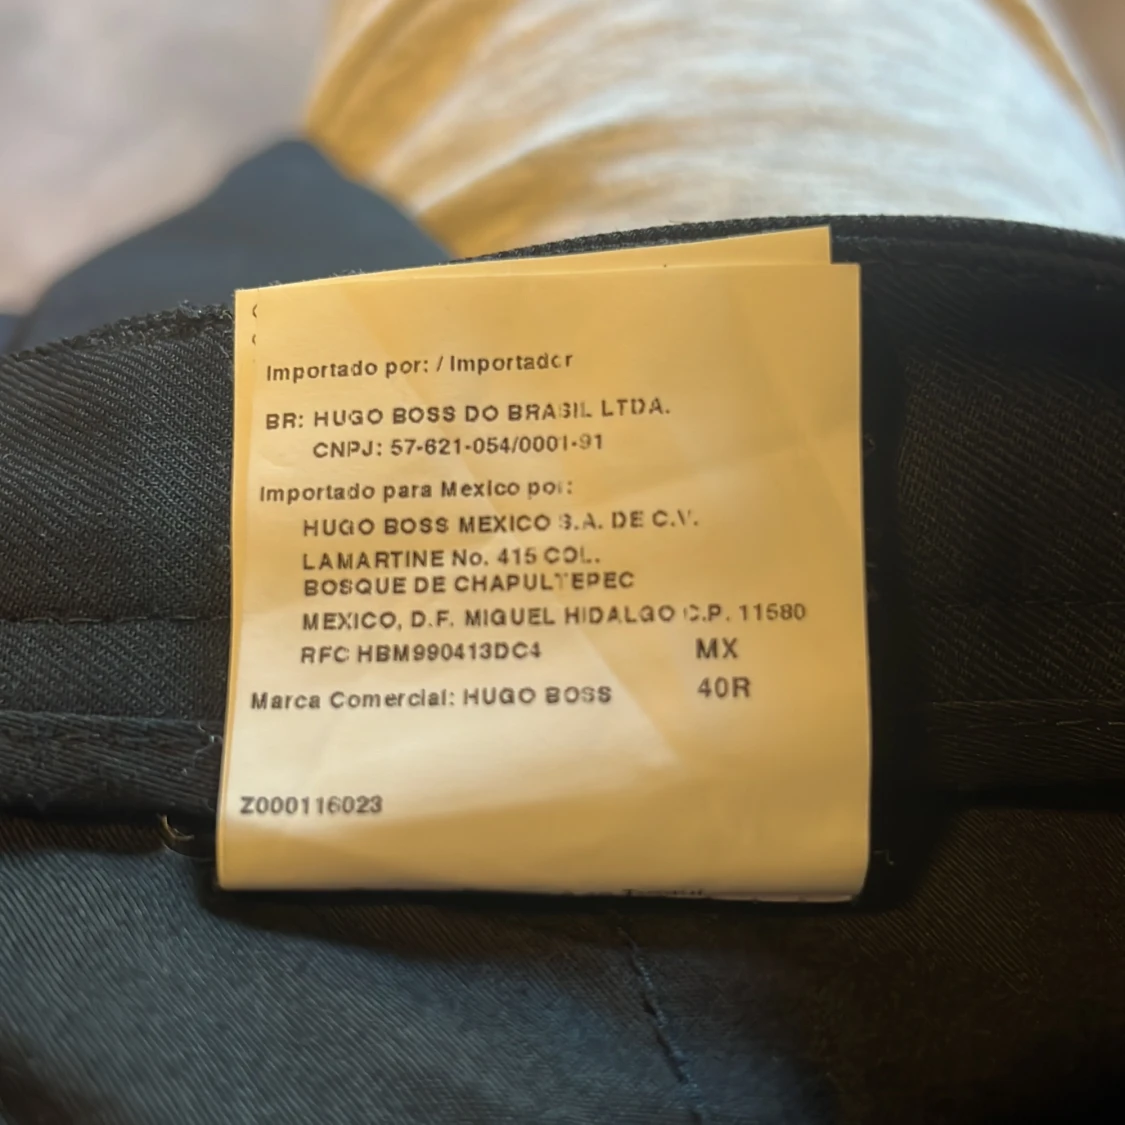 Importado por: / Importador
BR: HUGO BOSS DO BRASIL LTDA.
CNPJ: 57-621-054/0001-91
Importado para Mexico por:
HUGO BOSS MEXICO S.A. DE C.V.
LAMARTINE No. 415 COL.
BOSQUE DE CHAPULTEPEC
MEXICO, D.F. MIGUEL HIDALGO C.P. 11580
RFC HBM990413DC4 MX
Marca Comercial: HUGO BOSS 40R
Z000116023